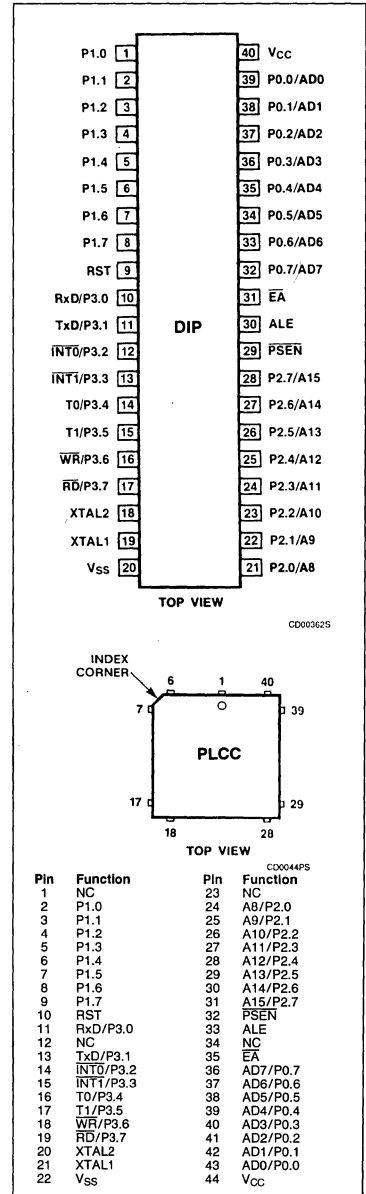 P1.0 1 40 VCC
P1.1 2 39 P0.0/AD0
P1.2 3 38 P0.1/AD1
P1.3 4 37 P0.2/AD2
P1.4 5 36 P0.3/AD3
P1.5 6 35 P0.4/AD4
P1.6 7 34 P0.5/AD5
P1.7 8 33 P0.6/AD6
RST 9 32 P0.7/AD7
RxD/P3.0 10 31 EA
TxD/P3.1 11 DIP 30 ALE
INT0/P3.2 12 29 PSEN
INT1/P3.3 13 28 P2.7/A15
T0/P3.4 14 27 P2.6/A14
T1/P3.5 15 26 P2.5/A13
WR/P3.6 16 25 P2.4/A12
RD/P3.7 17 24 P2.3/A11
XTAL2 18 23 P2.2/A10
XTAL1 19 22 P2.1/A9
VSS 20 21 P2.0/A8
TOP VIEW
CD00362S
INDEX
CORNER
6 1 40
7 39
PLCC
17 29
18 28
TOP VIEW
CD0044PS
Pin Function Pin Function
1 NC 23 NC
2 P1.0 24 A8/P2.0
3 P1.1 25 A9/P2.1
4 P1.2 26 A10/P2.2
5 P1.3 27 A11/P2.3
6 P1.4 28 A12/P2.4
7 P1.5 29 A13/P2.5
8 P1.6 30 A14/P2.6
9 P1.7 31 A15/P2.7
10 RST 32 PSEN
11 RxD/P3.0 33 ALE
12 NC 34 NC
13 TxD/P3.1 35 EA
14 INT0/P3.2 36 AD7/P0.7
15 INT1/P3.3 37 AD6/P0.6
16 T0/P3.4 38 AD5/P0.5
17 T1/P3.5 39 AD4/P0.4
18 WR/P3.6 40 AD3/P0.3
19 RD/P3.7 41 AD2/P0.2
20 XTAL2 42 AD1/P0.1
21 XTAL1 43 AD0/P0.0
22 VSS 44 VCC